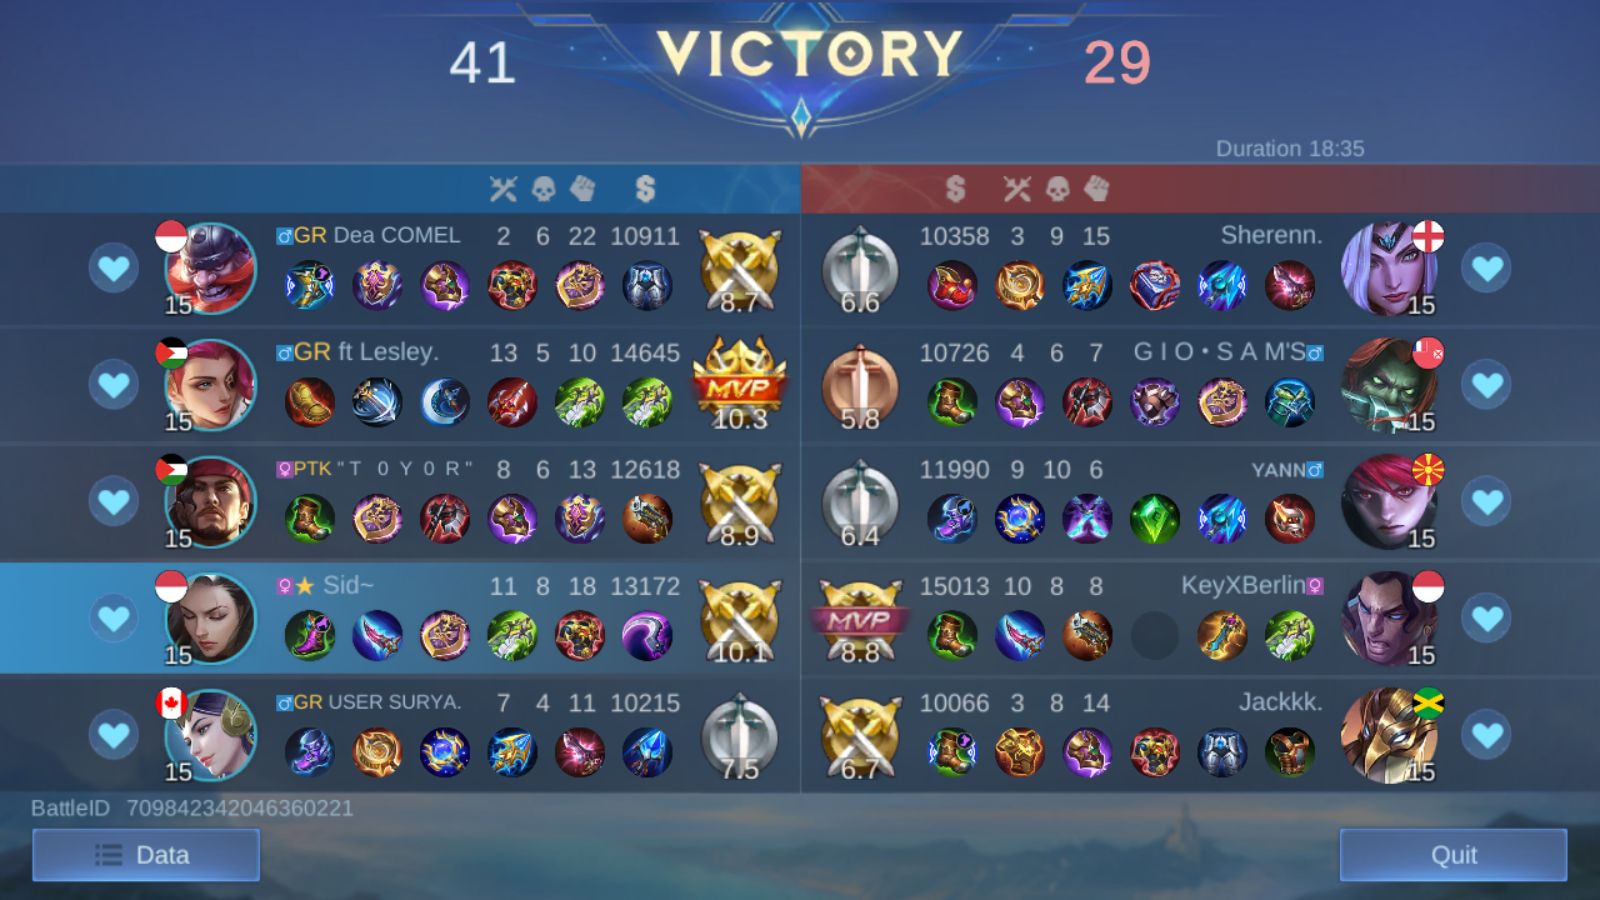 41 VICTORY 29
Duration 18:35
GR Dea COMEL 2 6 22 10911 8.7 15
6.6 10358 3 9 15 Sherenn. 15
GR ft Lesley. 13 5 10 14645 MVP 10.3 15
5.8 10726 4 6 7 G I O • S A M'S 15
PTK "T 0 Y 0 R" 8 6 13 12618 8.9 15
6.4 11990 9 10 6 YANN 15
Sid~ 11 8 18 13172 10.1 15
MVP 8.8 15013 10 8 8 KeyXBerlin 15
GR USER SURYA. 7 4 11 10215 7.5 15
6.7 10066 3 8 14 Jackkk. 15
BattleID 709842342046360221
Data
Quit